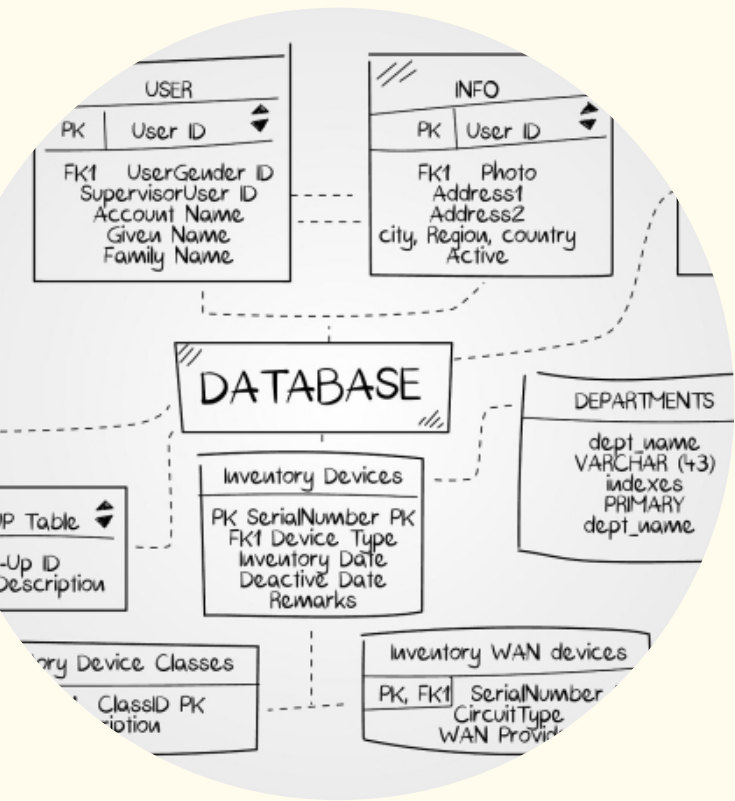 USER
PK User ID
FK1 UserGender ID
SupervisorUser ID
Account Name
Given Name
Family Name
INFO
PK User ID
FK1 Photo
Address1
Address2
city, Region, country
Active
DATABASE
DEPARTMENTS
dept_name
VARCHAR (43)
indexes
PRIMARY
dept_name
Inventory Devices
PK SerialNumber PK
FK1 Device Type
Inventory Date
Deactive Date
Remarks
UP Table
-Up ID
Description
ory Device Classes
ClassID PK
ription
Inventory WAN devices
PK, FK1 SerialNumber
CircuitType
WAN Provid